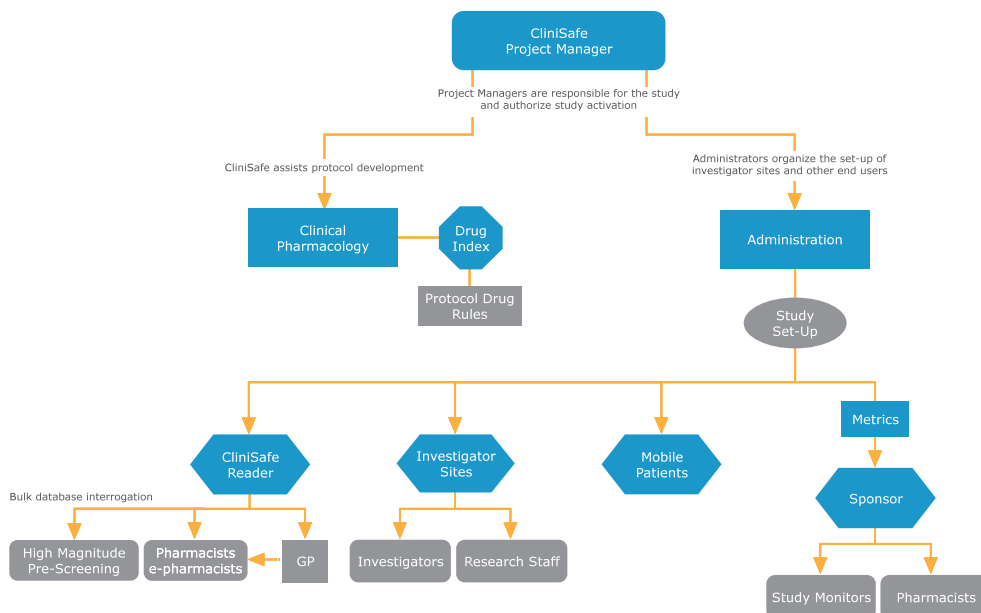 CliniSafe
Project Manager
Project Managers are responsible for the study
and authorize study activation
CliniSafe assists protocol development
Administrators organize the set-up of
investigator sites and other end users
Clinical
Pharmacology
Drug
Index
Administration
Protocol Drug
Rules
Study
Set-Up
Metrics
CliniSafe
Reader
Investigator
Sites
Mobile
Patients
Sponsor
Bulk database interrogation
High Magnitude
Pre-Screening
Pharmacists
e-pharmacists
GP
Investigators
Research Staff
Study Monitors
Pharmacists